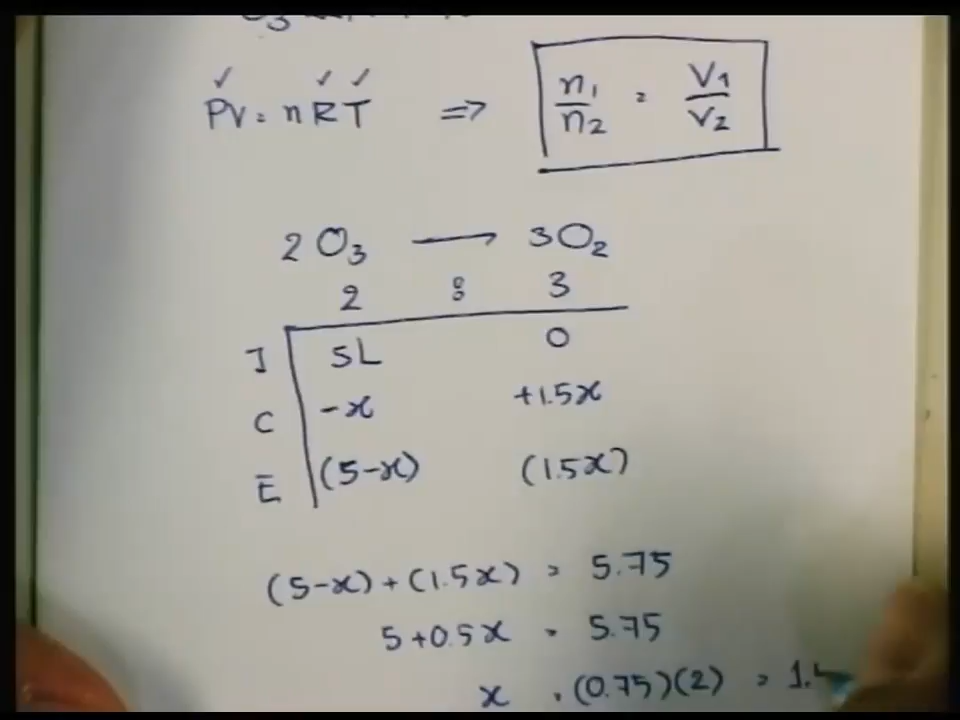 PV = nRT => n1/n2 = V1/V2
2O3 → 3O2
2 : 3
I 5L 0
C -x +1.5x
E (5-x) (1.5x)
(5-x)+(1.5x) = 5.75
5+0.5x = 5.75
x = (0.75)(2) =